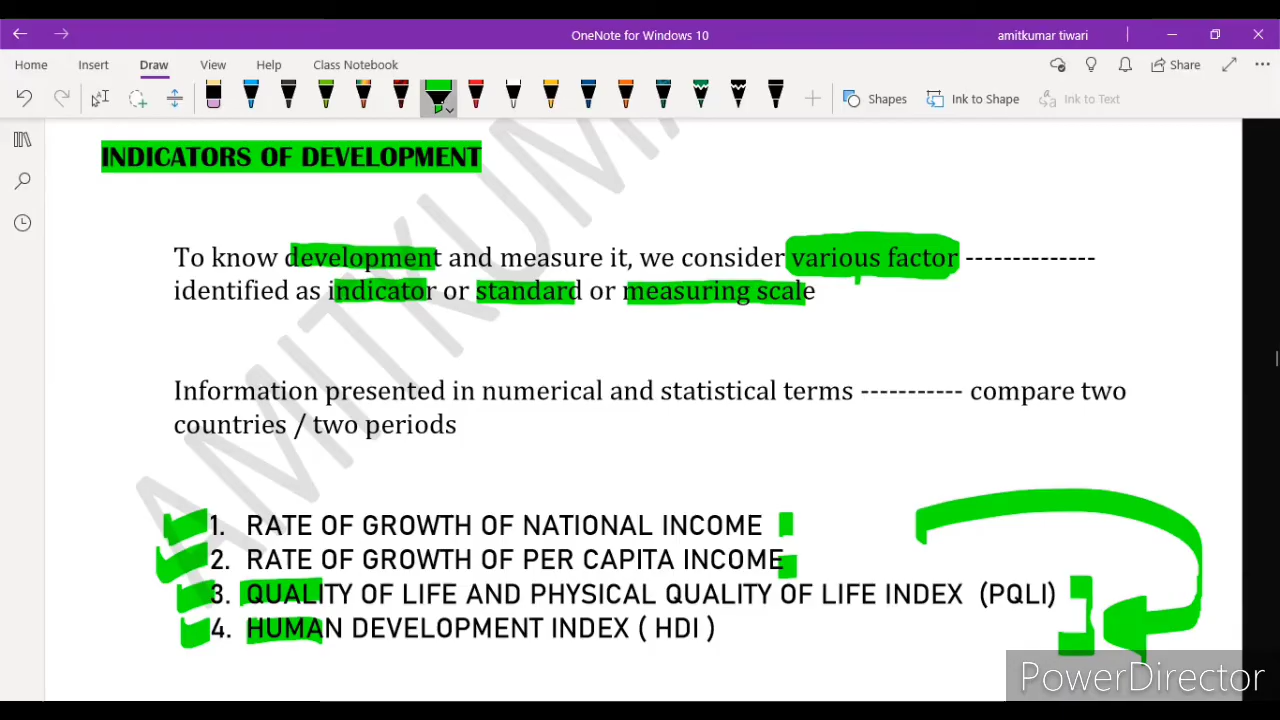 OneNote for Windows 10
amitkumar tiwari
Home Insert Draw View Help Class Notebook
Share
Shapes Ink to Shape Ink to Text
INDICATORS OF DEVELOPMENT
To know development and measure it, we consider various factor --------------
identified as indicator or standard or measuring scale
Information presented in numerical and statistical terms ----------- compare two
countries / two periods
1. RATE OF GROWTH OF NATIONAL INCOME
2. RATE OF GROWTH OF PER CAPITA INCOME
3. QUALITY OF LIFE AND PHYSICAL QUALITY OF LIFE INDEX (PQLI)
4. HUMAN DEVELOPMENT INDEX ( HDI )
AMITKUMA
PowerDirector